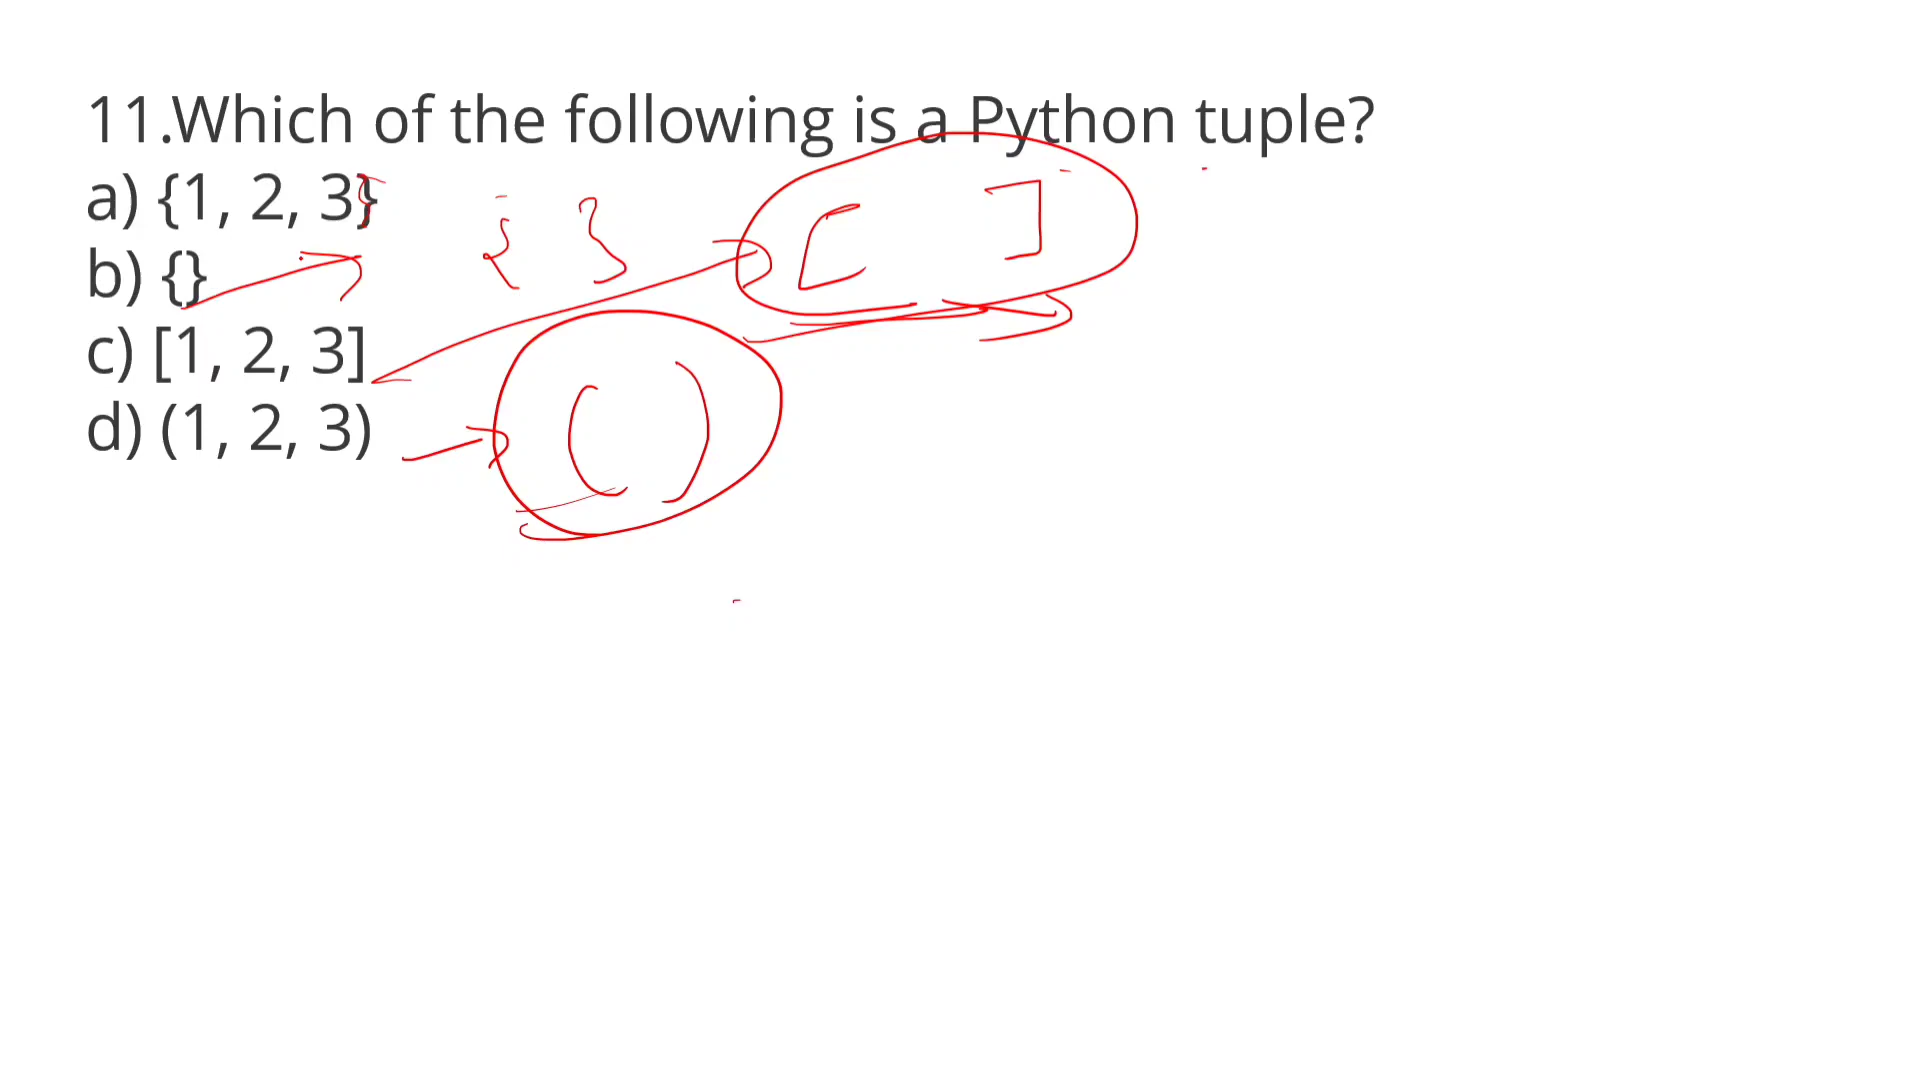 11.Which of the following is a Python tuple?
a) {1, 2, 3}
{ }
[ ]
b) {}
c) [1, 2, 3]
d) (1, 2, 3)
( )